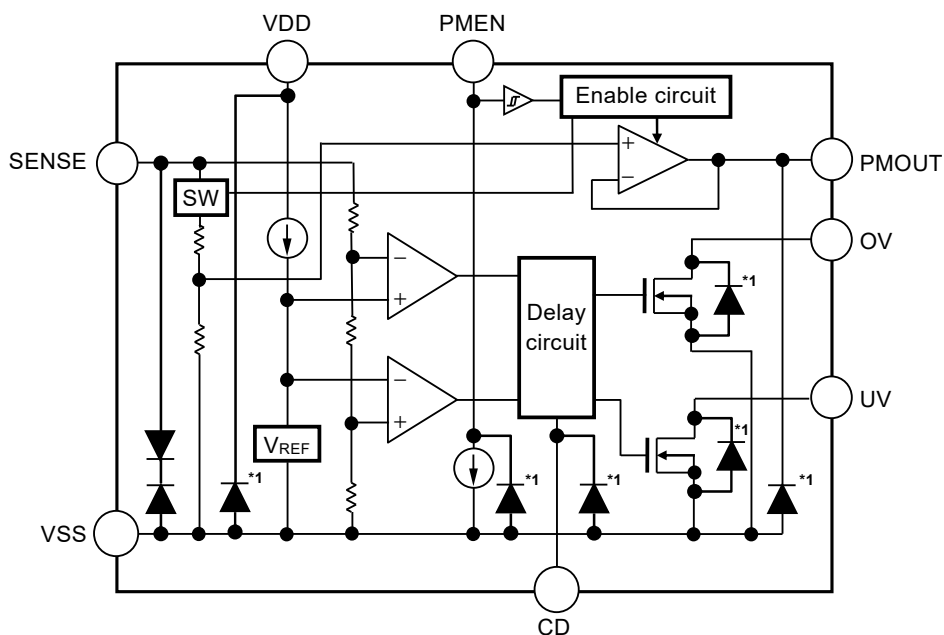 VDD
PMEN
Enable circuit
SENSE
+
−
PMOUT
SW
OV
−
+
*1
Delay
circuit
−
+
UV
*1
VREF
*1
*1
*1
*1
VSS
CD